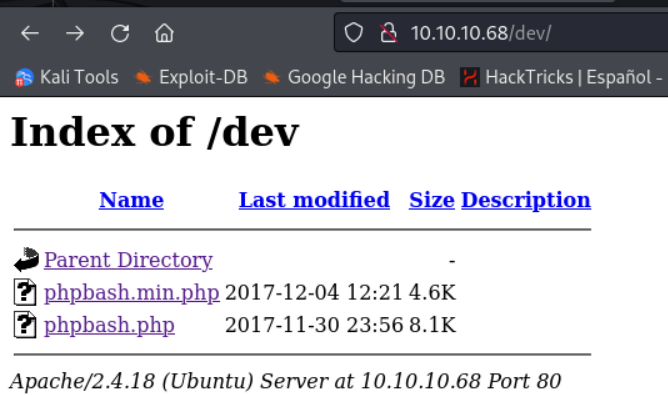 10.10.10.68/dev/
Kali Tools Exploit-DB Google Hacking DB HackTricks | Español -
Index of /dev
Name Last modified Size Description
Parent Directory -
phpbash.min.php 2017-12-04 12:21 4.6K
phpbash.php 2017-11-30 23:56 8.1K
Apache/2.4.18 (Ubuntu) Server at 10.10.10.68 Port 80